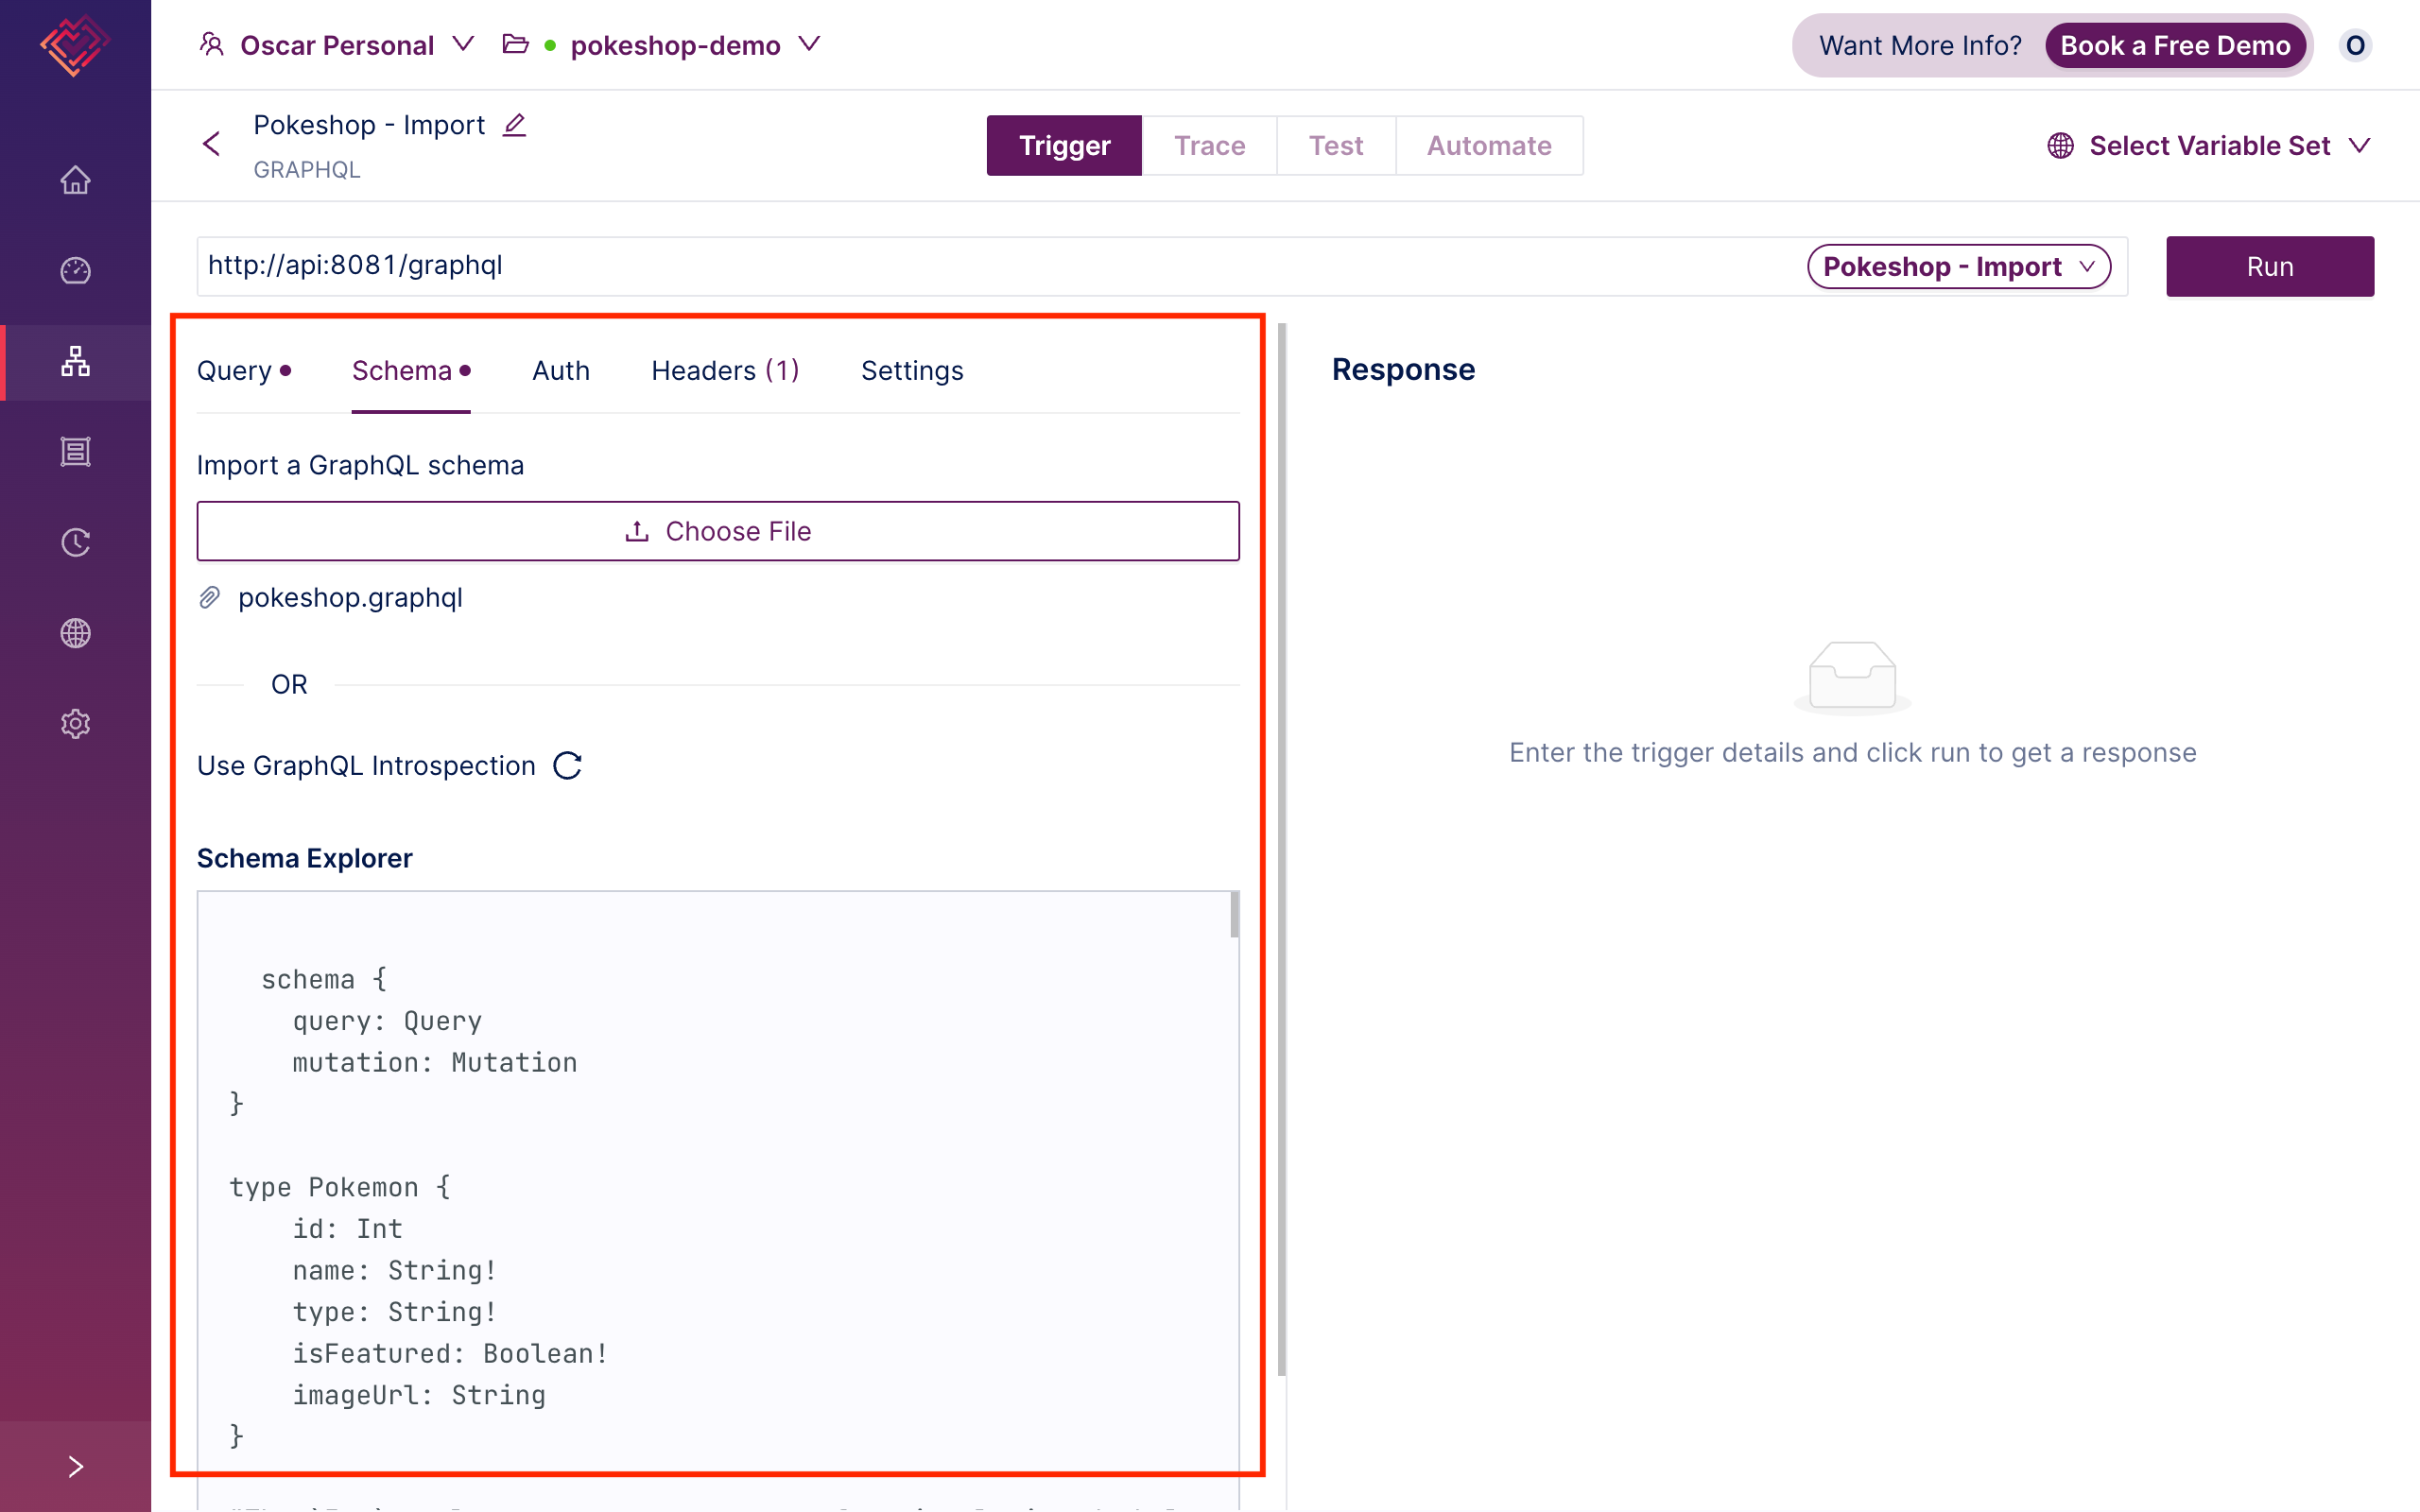 Oscar Personal
pokeshop-demo
Want More Info?
Book a Free Demo
O
Pokeshop - Import
GRAPHQL
Trigger
Trace
Test
Automate
Select Variable Set
http://api:8081/graphql
Pokeshop - Import
Run
Query
Schema
Auth
Headers (1)
Settings
Import a GraphQL schema
Choose File
pokeshop.graphql
OR
Use GraphQL Introspection
Schema Explorer
schema {
query: Query
mutation: Mutation
}
type Pokemon {
id: Int
name: String!
type: String!
isFeatured: Boolean!
imageUrl: String
}
Response
Enter the trigger details and click run to get a response